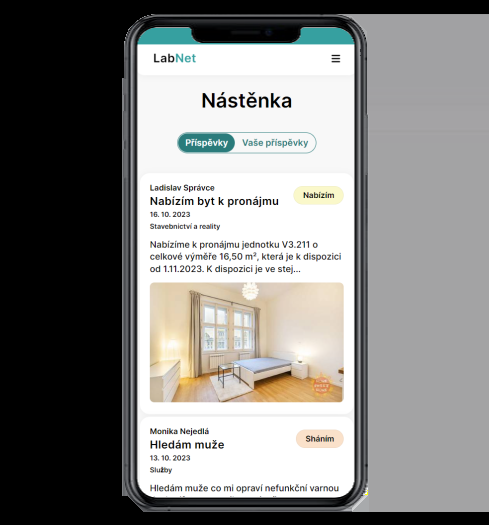 LabNet
Nástěnka
Příspěvky
Vaše příspěvky
Ladislav Správce
Nabízím byt k pronájmu
Nabízím
16. 10. 2023
Stavebnictví a reality
Nabízíme k pronájmu jednotku V3.211 o
celkové výměře 16,50 m², která je k dispozici
od 1.11.2023. K dispozici je ve stej...
Monika Nejedlá
Hledám muže
Sháním
13. 10. 2023
Služby
Hledám muže co mi opraví nefunkční varnou